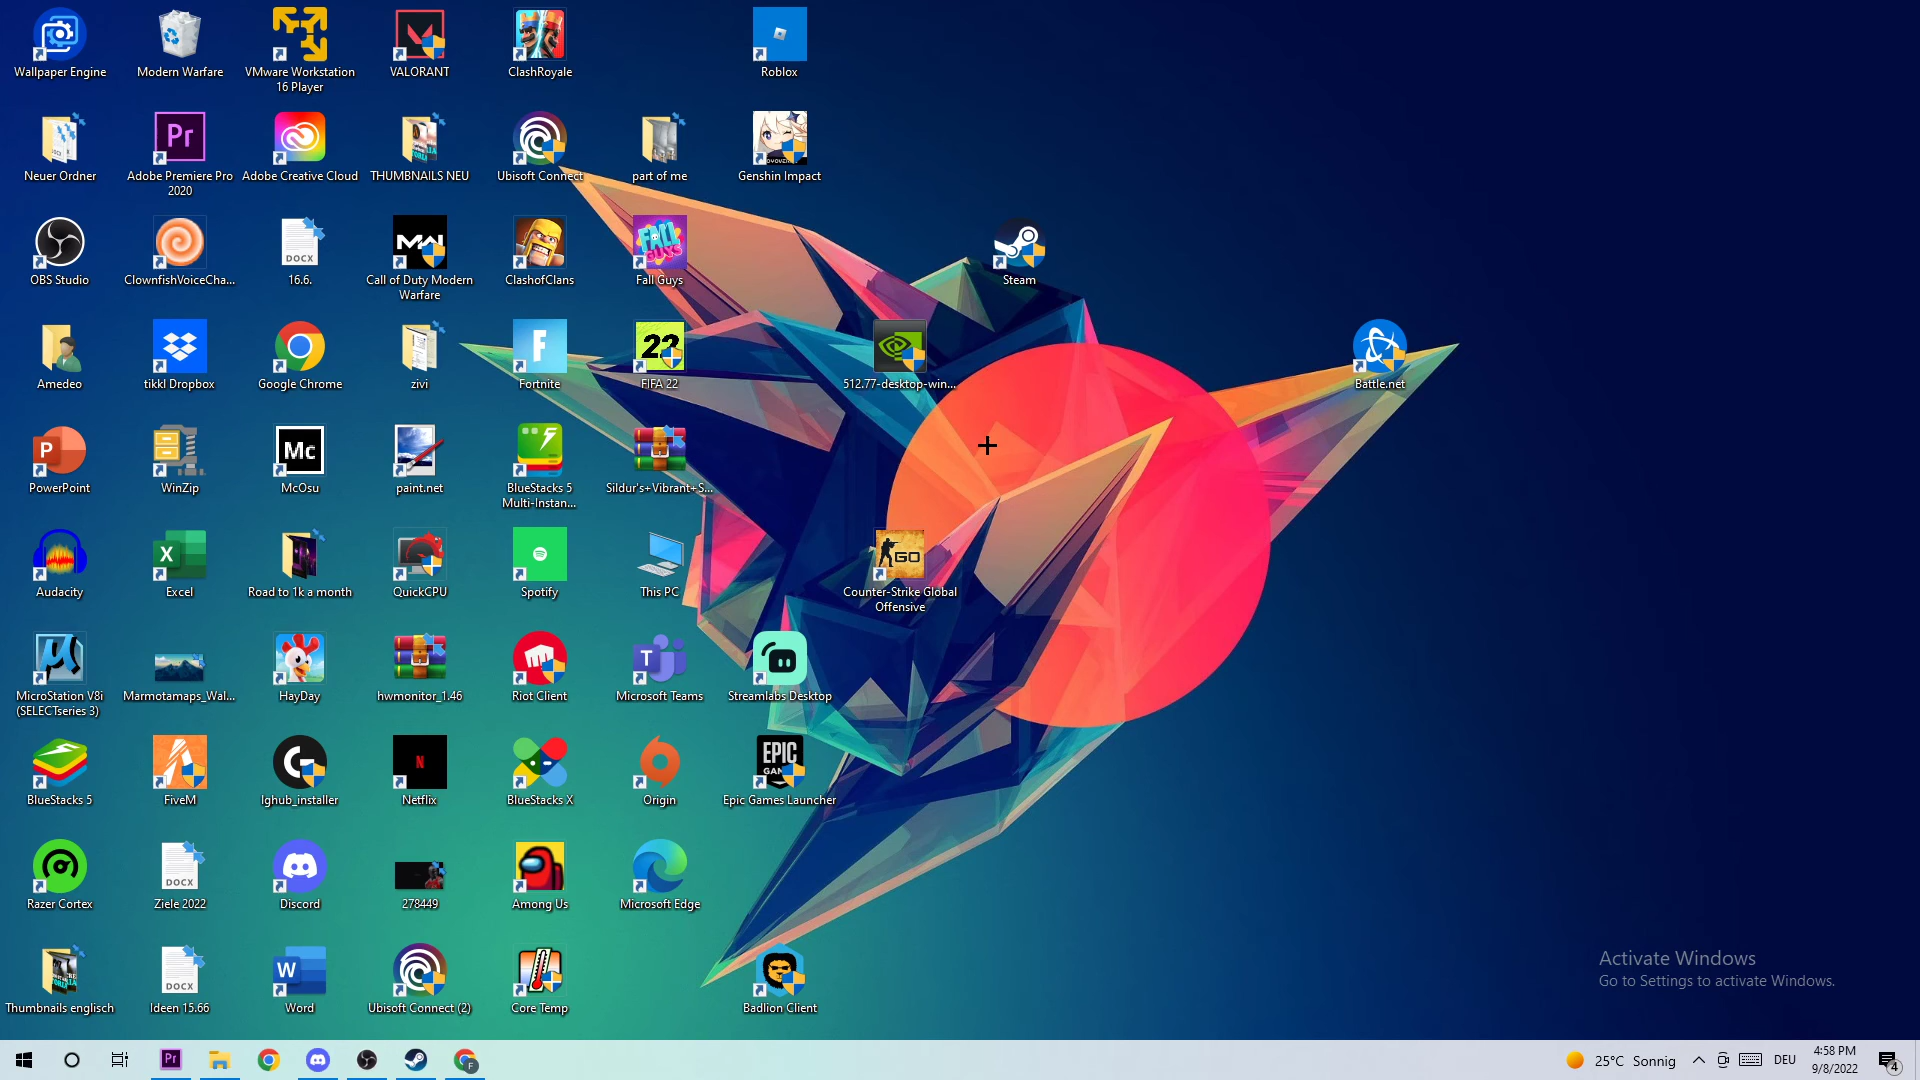 Wallpaper Engine
Modern Warfare
VMware Workstation
16 Player
VALORANT
ClashRoyale
Roblox
Neuer Ordner
Adobe Premiere Pro
2020
Adobe Creative Cloud
THUMBNAILS NEU
Ubisoft Connect
part of me
Genshin Impact
OBS Studio
ClownfishVoiceCha...
16.6.
Call of Duty Modern
Warfare
ClashofClans
Fall Guys
Steam
Amedeo
tikkl Dropbox
Google Chrome
zivi
Fortnite
FIFA 22
512.77-desktop-win...
Battle.net
PowerPoint
WinZip
McOsu
paint.net
BlueStacks 5
Multi-Instan...
Sildur's+Vibrant+S...
Audacity
Excel
Road to 1k a month
QuickCPU
Spotify
This PC
Counter-Strike Global
Offensive
MicroStation V8i
(SELECTseries 3)
Marmotamaps_Wal...
HayDay
hwmonitor_1.46
Riot Client
Microsoft Teams
Streamlabs Desktop
BlueStacks 5
FiveM
lghub_installer
Netflix
BlueStacks X
Origin
Epic Games Launcher
Razer Cortex
Ziele 2022
Discord
278449
Among Us
Microsoft Edge
Activate Windows
Go to Settings to activate Windows.
Thumbnails englisch
Ideen 15.66
Word
Ubisoft Connect (2)
Core Temp
Badlion Client
25°C Sonnig
DEU
4:58 PM
9/8/2022
4